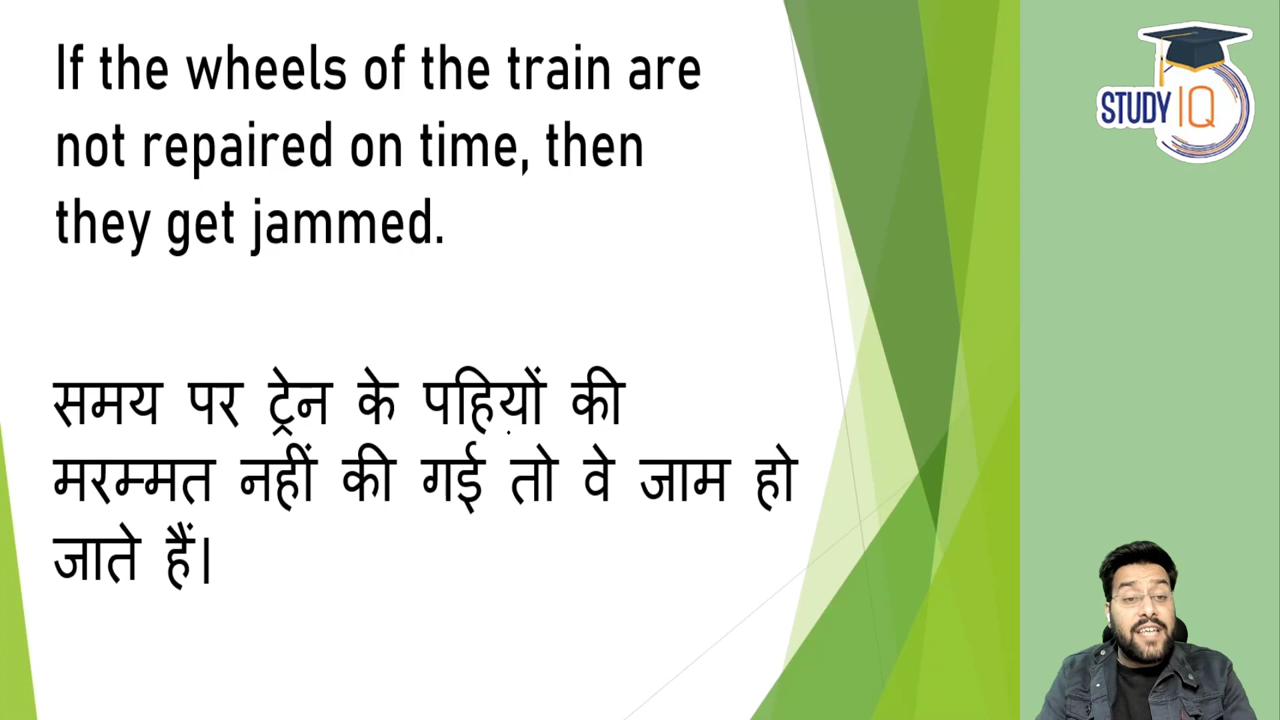 If the wheels of the train are
not repaired on time, then
they get jammed.
समय पर ट्रेन के पहियों की
मरम्मत नहीं की गई तो वे जाम हो
जाते हैं।
STUDY IQ